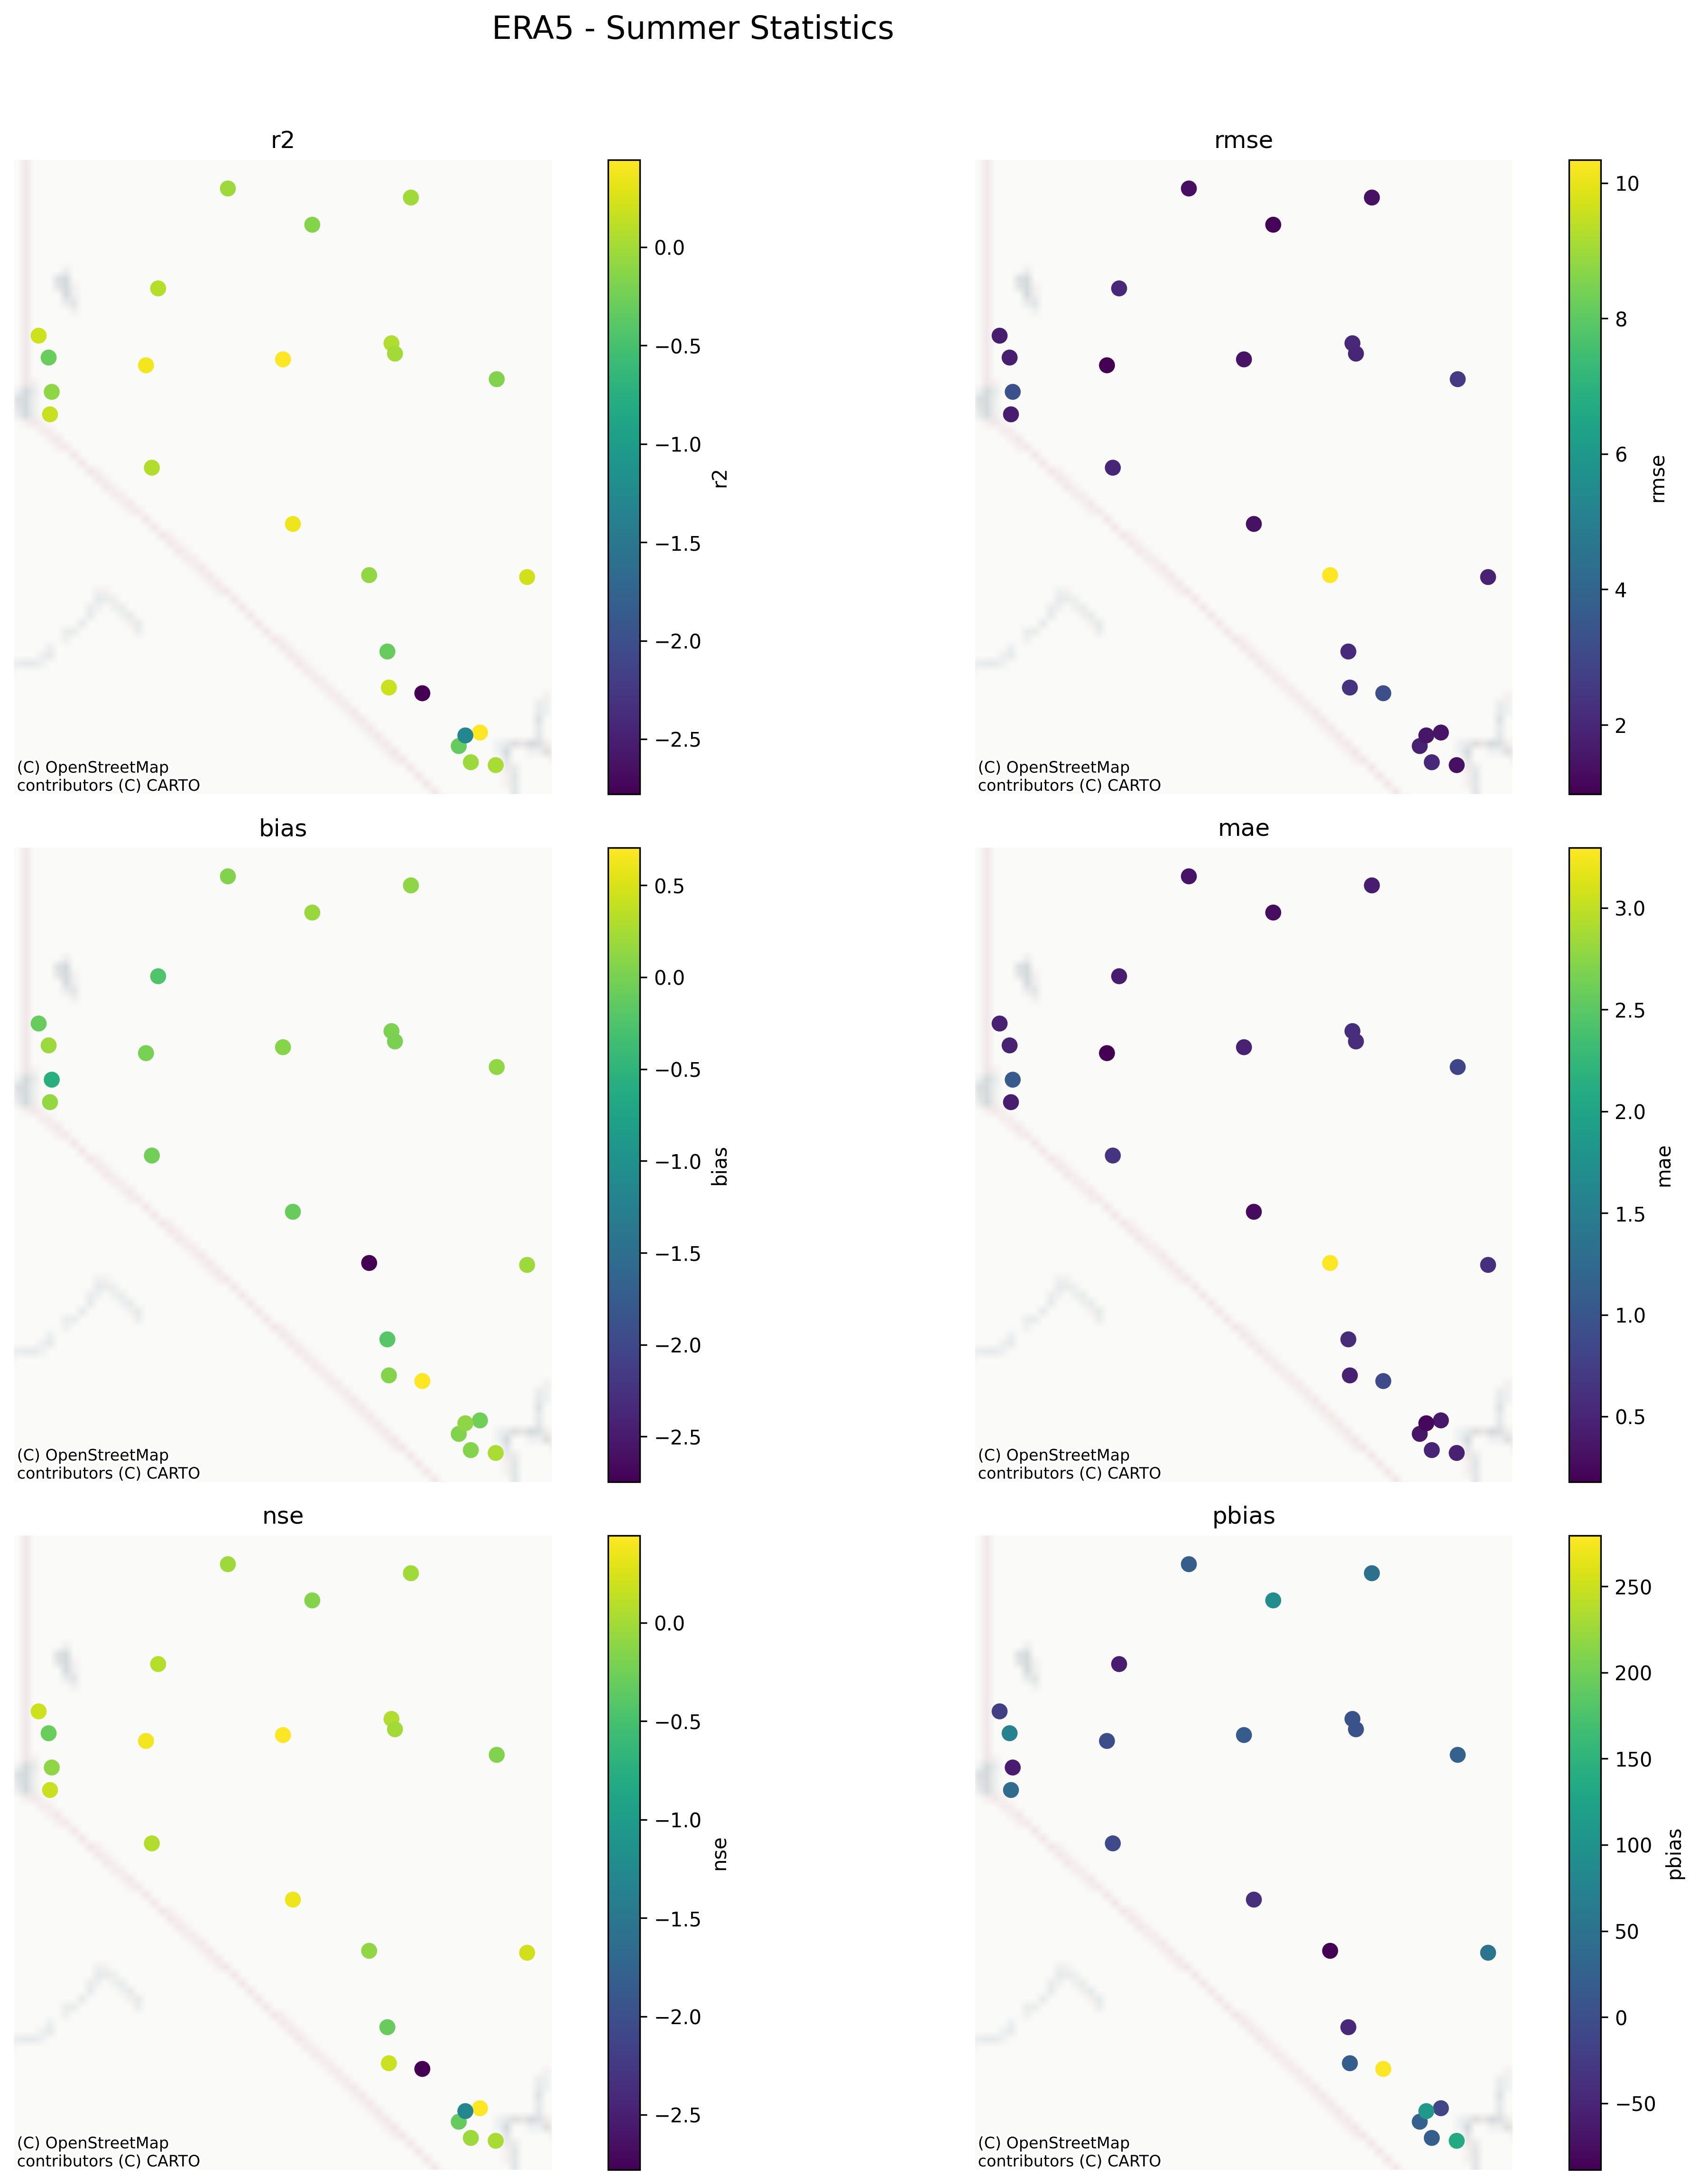 ERA5 - Summer Statistics
r2
0.0
−0.5
−1.0
−1.5
−2.0
−2.5
r2
(C) OpenStreetMap
contributors (C) CARTO
rmse
10
8
6
4
2
rmse
(C) OpenStreetMap
contributors (C) CARTO
bias
0.5
0.0
−0.5
−1.0
−1.5
−2.0
−2.5
bias
(C) OpenStreetMap
contributors (C) CARTO
mae
3.0
2.5
2.0
1.5
1.0
0.5
mae
(C) OpenStreetMap
contributors (C) CARTO
nse
0.0
−0.5
−1.0
−1.5
−2.0
−2.5
nse
(C) OpenStreetMap
contributors (C) CARTO
pbias
250
200
150
100
50
0
−50
pbias
(C) OpenStreetMap
contributors (C) CARTO